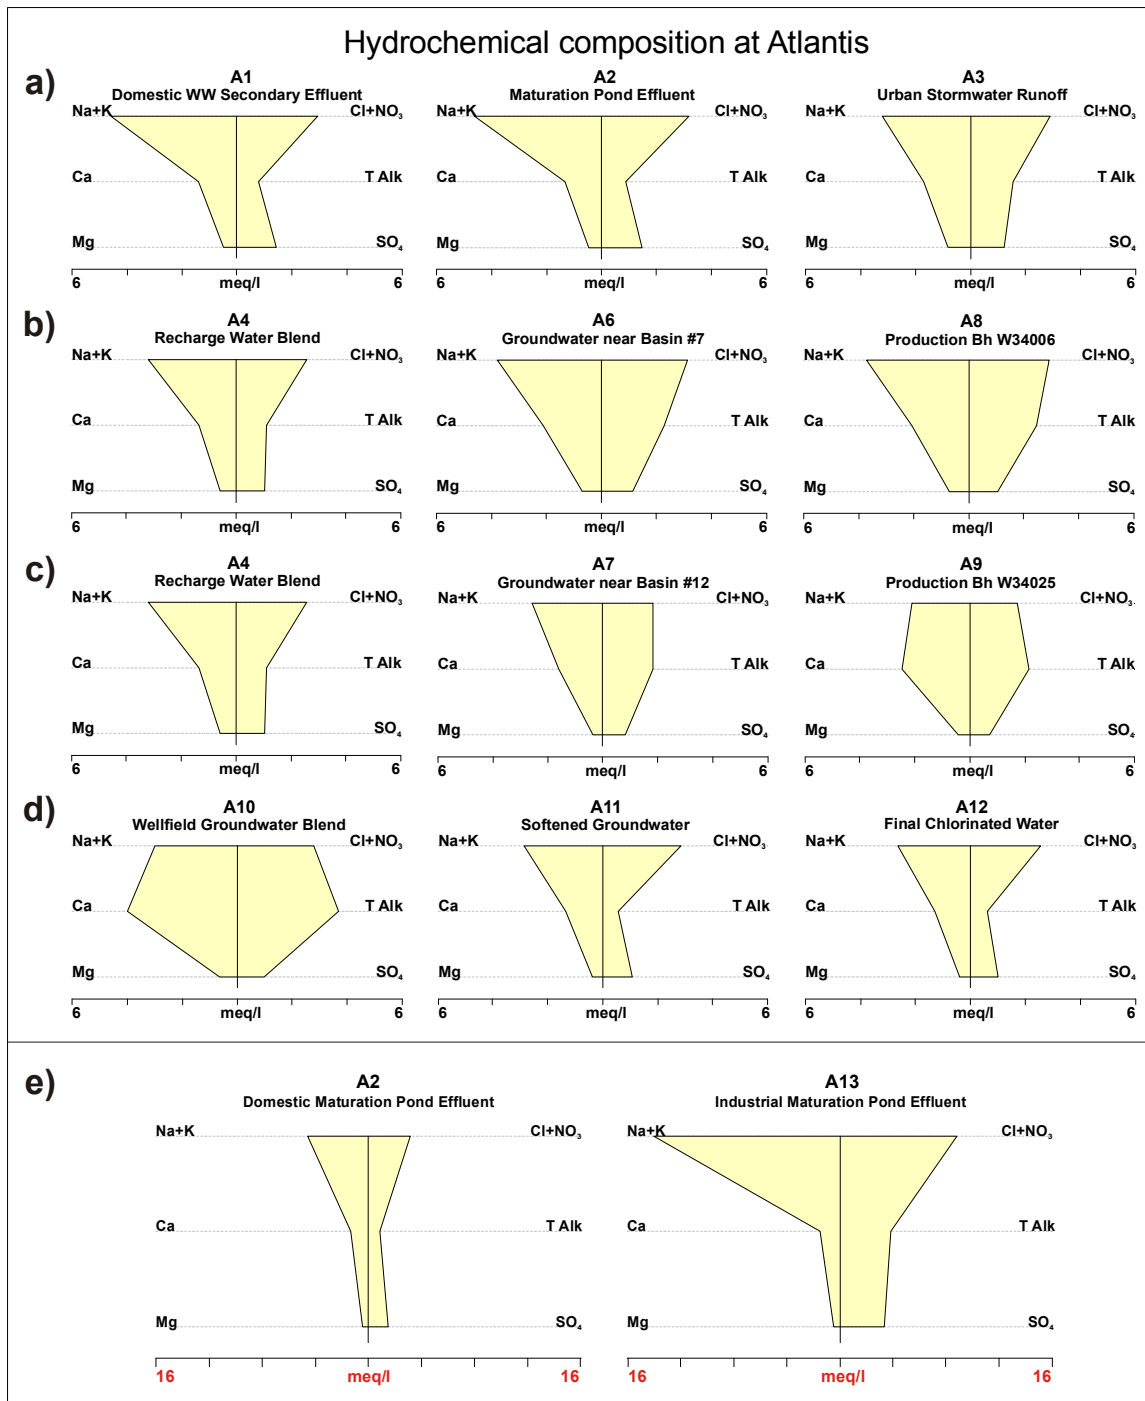 Hydrochemical composition at Atlantis
a)
A1
Domestic WW Secondary Effluent
Na+K Cl+NO₃
Ca T Alk
Mg SO₄
6 meq/l 6
A2
Maturation Pond Effluent
Na+K Cl+NO₃
Ca T Alk
Mg SO₄
6 meq/l 6
A3
Urban Stormwater Runoff
Na+K Cl+NO₃
Ca T Alk
Mg SO₄
6 meq/l 6
b)
A4
Recharge Water Blend
Na+K Cl+NO₃
Ca T Alk
Mg SO₄
6 meq/l 6
A6
Groundwater near Basin #7
Na+K Cl+NO₃
Ca T Alk
Mg SO₄
6 meq/l 6
A8
Production Bh W34006
Na+K Cl+NO₃
Ca T Alk
Mg SO₄
6 meq/l 6
c)
A4
Recharge Water Blend
Na+K Cl+NO₃
Ca T Alk
Mg SO₄
6 meq/l 6
A7
Groundwater near Basin #12
Na+K Cl+NO₃
Ca T Alk
Mg SO₄
6 meq/l 6
A9
Production Bh W34025
Na+K Cl+NO₃
Ca T Alk
Mg SO₄
6 meq/l 6
d)
A10
Wellfield Groundwater Blend
Na+K Cl+NO₃
Ca T Alk
Mg SO₄
6 meq/l 6
A11
Softened Groundwater
Na+K Cl+NO₃
Ca T Alk
Mg SO₄
6 meq/l 6
A12
Final Chlorinated Water
Na+K Cl+NO₃
Ca T Alk
Mg SO₄
6 meq/l 6
e)
A2
Domestic Maturation Pond Effluent
Na+K Cl+NO₃
Ca T Alk
Mg SO₄
16 meq/l 16
A13
Industrial Maturation Pond Effluent
Na+K Cl+NO₃
Ca T Alk
Mg SO₄
16 meq/l 16